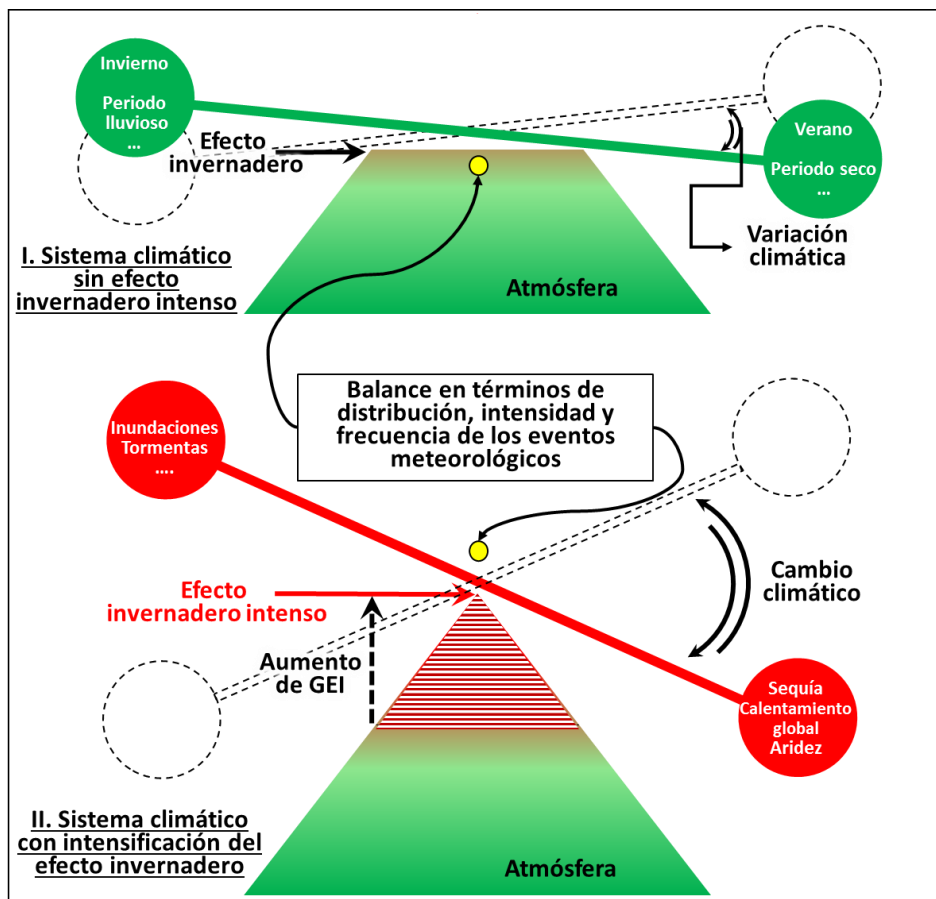 Invierno
Periodo
lluvioso
...
Efecto
invernadero
Verano
Periodo seco
...
Variación
climática
I. Sistema climático
sin efecto
invernadero intenso
Atmósfera
Balance en términos de
distribución, intensidad y
frecuencia de los eventos
meteorológicos
Inundaciones
Tormentas
....
Efecto
invernadero intenso
Aumento
de GEI
Cambio
climático
Sequía
Calentamiento
global
Aridez
II. Sistema climático
con intensificación del
efecto invernadero
Atmósfera